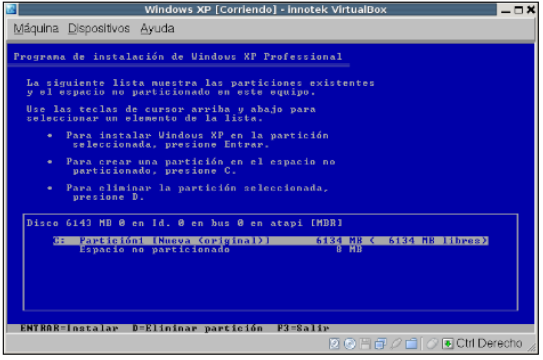 Windows XP [Corriendo] - innotek VirtualBox
Máquina Dispositivos Ayuda
Programa de instalación de Windows XP Professional
La siguiente lista muestra las particiones existentes
y el espacio no particionado en este equipo.
Use las teclas de cursor arriba y abajo para
seleccionar un elemento de la lista.
• Para instalar Windows XP en la partición
seleccionada, presione Entrar.
• Para crear una partición en el espacio no
particionado, presione C.
• Para eliminar la partición seleccionada,
presione D.
Disco 6143 MB 0 en Id. 0 en bus 0 en atapi [MBR]
C: Partición1 [Nueva (original)] 6134 MB ( 6134 MB libres)
Espacio no particionado 8 MB
ENTRAR=Instalar D=Eliminar partición F3=Salir
Ctrl Derecho